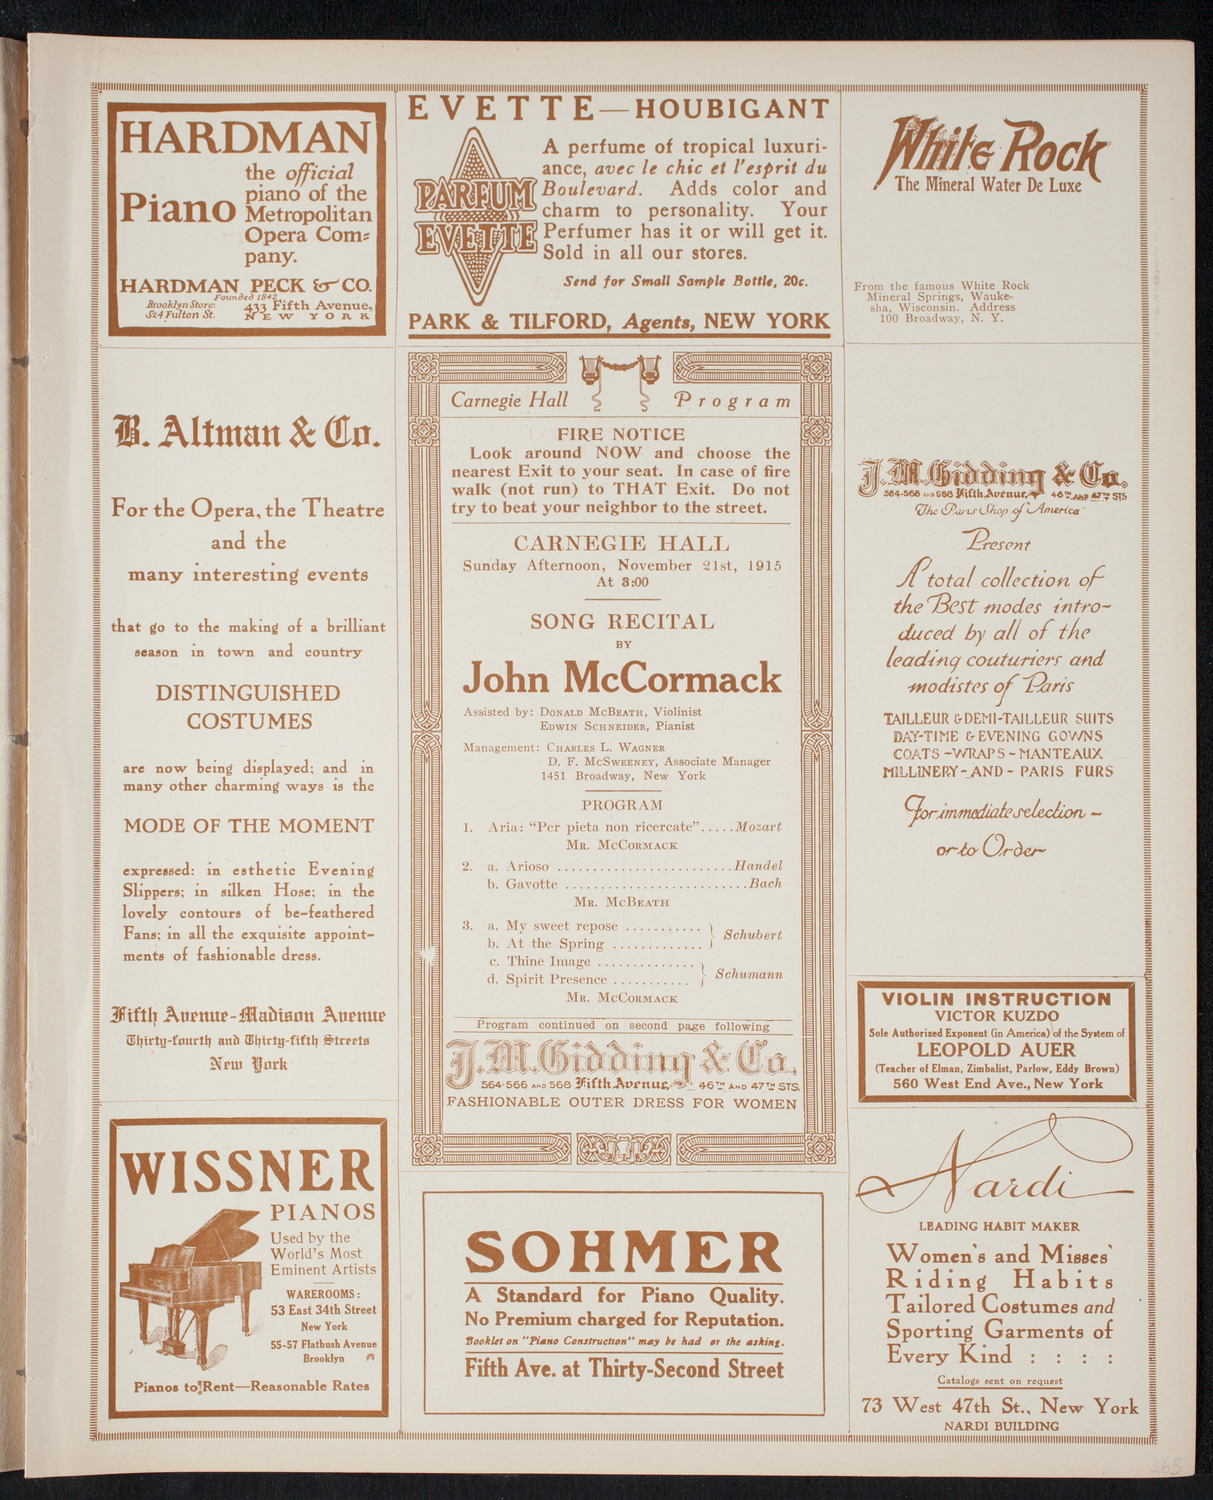 HARDMAN
Piano
the official
piano of the
Metropolitan
Opera Com=
pany.
HARDMAN PECK & CO.
Founded 1842
Brooklyn Store:
524 Fulton St.
433 Fifth Avenue,
NEW YORK
EVETTE—HOUBIGANT
PARFUM
EVETTE
A perfume of tropical luxuri-
ance, avec le chic et l'esprit du
Boulevard. Adds color and
charm to personality. Your
Perfumer has it or will get it.
Sold in all our stores.
Send for Small Sample Bottle, 20c.
PARK & TILFORD, Agents, NEW YORK
White Rock
The Mineral Water De Luxe
From the famous White Rock
Mineral Springs, Wauke-
sha, Wisconsin. Address
100 Broadway, N. Y.
B. Altman & Co.
For the Opera, the Theatre
and the
many interesting events
that go to the making of a brilliant
season in town and country
DISTINGUISHED
COSTUMES
are now being displayed; and in
many other charming ways is the
MODE OF THE MOMENT
expressed: in esthetic Evening
Slippers; in silken Hose; in the
lovely contours of be-feathered
Fans; in all the exquisite appoint-
ments of fashionable dress.
Fifth Avenue-Madison Avenue
Thirty-fourth and Thirty-fifth Streets
New York
Carnegie Hall Program
FIRE NOTICE
Look around NOW and choose the
nearest Exit to your seat. In case of fire
walk (not run) to THAT Exit. Do not
try to beat your neighbor to the street.
CARNEGIE HALL
Sunday Afternoon, November 21st, 1915
At 3:00
SONG RECITAL
BY
John McCormack
Assisted by: DONALD MCBEATH, Violinist
EDWIN SCHNEIDER, Pianist
Management: CHARLES L. WAGNER
D. F. MCSWEENEY, Associate Manager
1451 Broadway, New York
PROGRAM
1. Aria: "Per pieta non ricercate".....Mozart
MR. MCCORMACK
2. a. Arioso .........................Handel
b. Gavotte ..........................Bach
MR. MCBEATH
3. a. My sweet repose ...........
b. At the Spring .............
Schubert
c. Thine Image ..............
d. Spirit Presence ...........
Schumann
MR. MCCORMACK
Program continued on second page following
J.M.Gidding & Co.
564-566 AND 568 Fifth Avenue, 46TH AND 47TH STS.
FASHIONABLE OUTER DRESS FOR WOMEN
J.M.Gidding & Co.
564-566 AND 568 Fifth Avenue, 46TH AND 47TH STS
The Paris Shop of America
Present
A total collection of
the Best modes intro-
duced by all of the
leading couturiers and
modistes of Paris
TAILLEUR & DEMI-TAILLEUR SUITS
DAY-TIME & EVENING GOWNS
COATS - WRAPS - MANTEAUX
MILLINERY - AND - PARIS FURS
For immediate selection -
or to Order
VIOLIN INSTRUCTION
VICTOR KUZDO
Sole Authorized Exponent (in America) of the System of
LEOPOLD AUER
(Teacher of Elman, Zimbalist, Parlow, Eddy Brown)
560 West End Ave., New York
WISSNER
PIANOS
Used by the
World's Most
Eminent Artists
WAREROOMS:
53 East 34th Street
New York
55-57 Flatbush Avenue
Brooklyn
Pianos to Rent—Reasonable Rates
SOHMER
A Standard for Piano Quality.
No Premium charged for Reputation.
Booklet on "Piano Construction" may be had or the asking.
Fifth Ave. at Thirty-Second Street
Nardi
LEADING HABIT MAKER
Women's and Misses'
Riding Habits
Tailored Costumes and
Sporting Garments of
Every Kind : : : :
Catalogs sent on request
73 West 47th St., New York
NARDI BUILDING